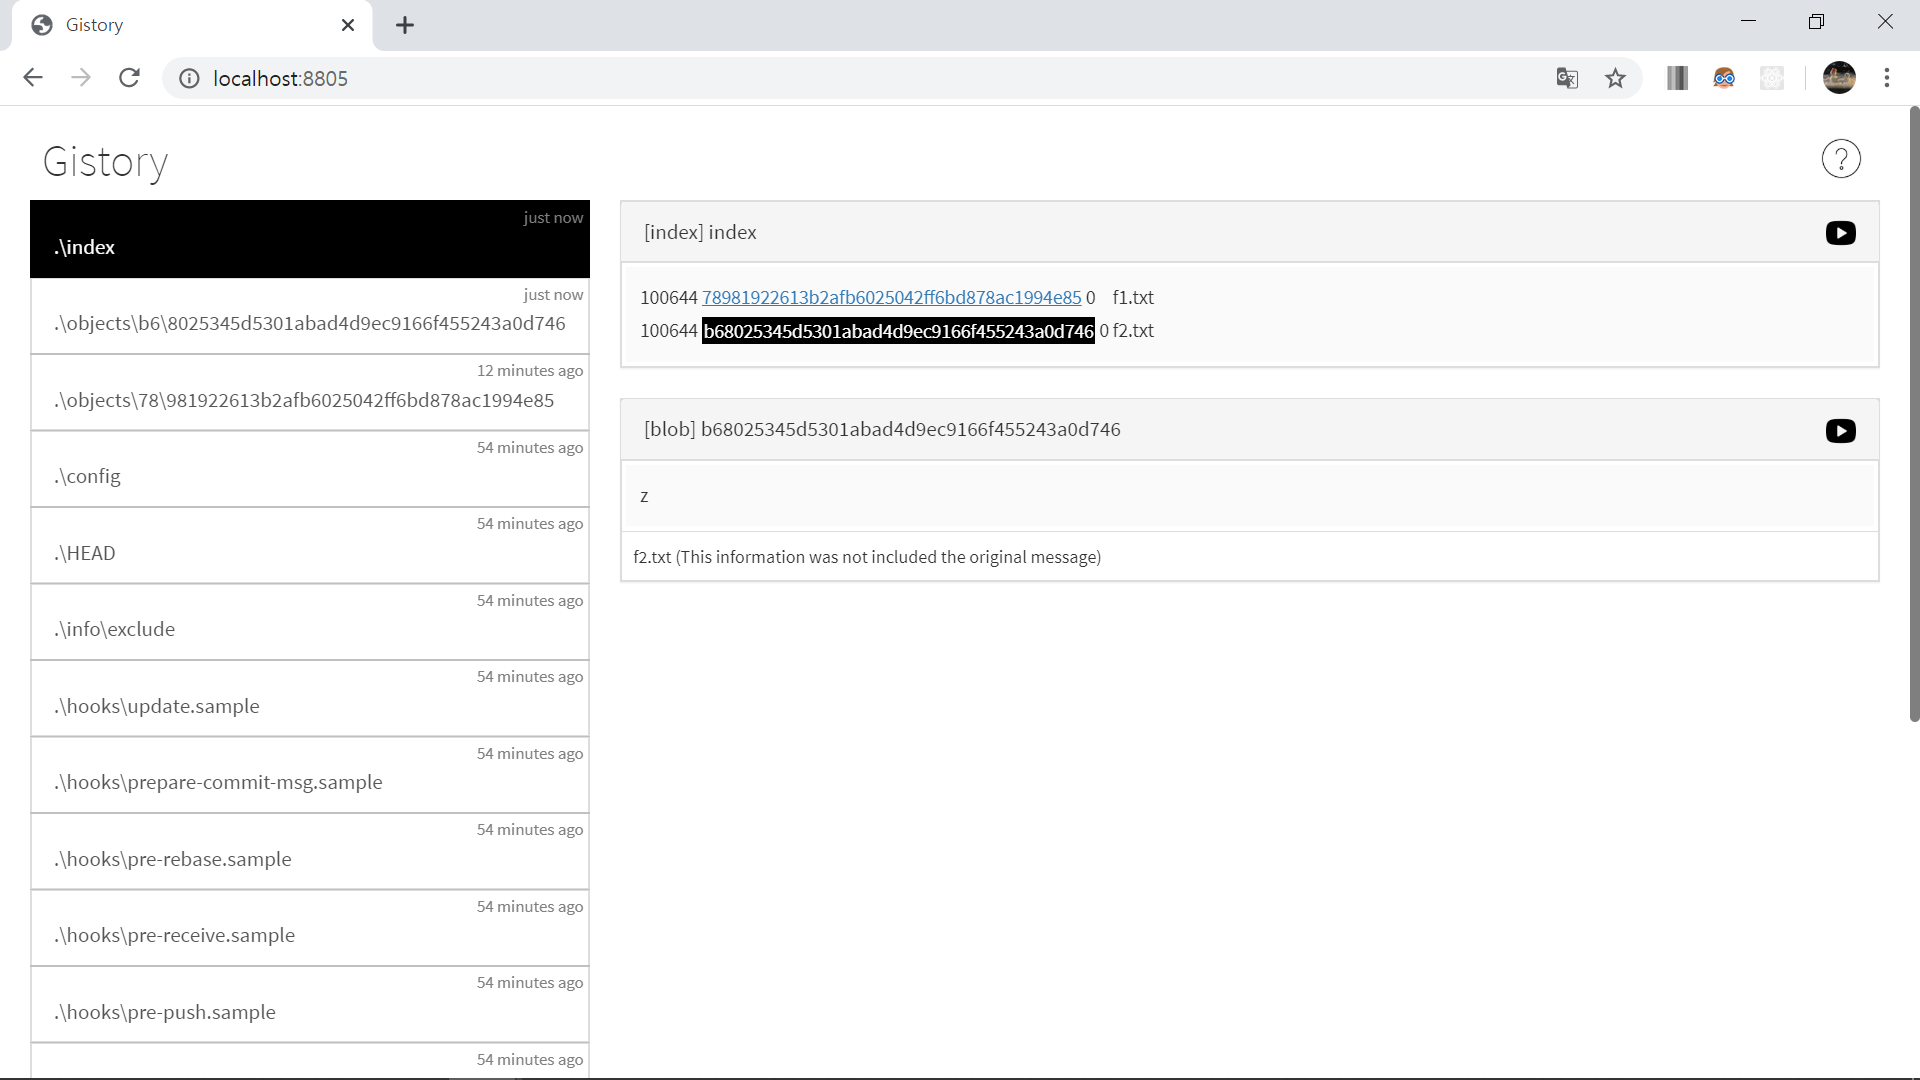 Gistory
localhost:8805
Gistory
?
just now
.\index
just now
.\objects\b6\8025345d5301abad4d9ec9166f455243a0d746
12 minutes ago
.\objects\78\981922613b2afb6025042ff6bd878ac1994e85
54 minutes ago
.\config
54 minutes ago
.\HEAD
54 minutes ago
.\info\exclude
54 minutes ago
.\hooks\update.sample
54 minutes ago
.\hooks\prepare-commit-msg.sample
54 minutes ago
.\hooks\pre-rebase.sample
54 minutes ago
.\hooks\pre-receive.sample
54 minutes ago
.\hooks\pre-push.sample
54 minutes ago
[index] index
100644 78981922613b2afb6025042ff6bd878ac1994e85 0 f1.txt
100644 b68025345d5301abad4d9ec9166f455243a0d746 0 f2.txt
[blob] b68025345d5301abad4d9ec9166f455243a0d746
z
f2.txt (This information was not included the original message)